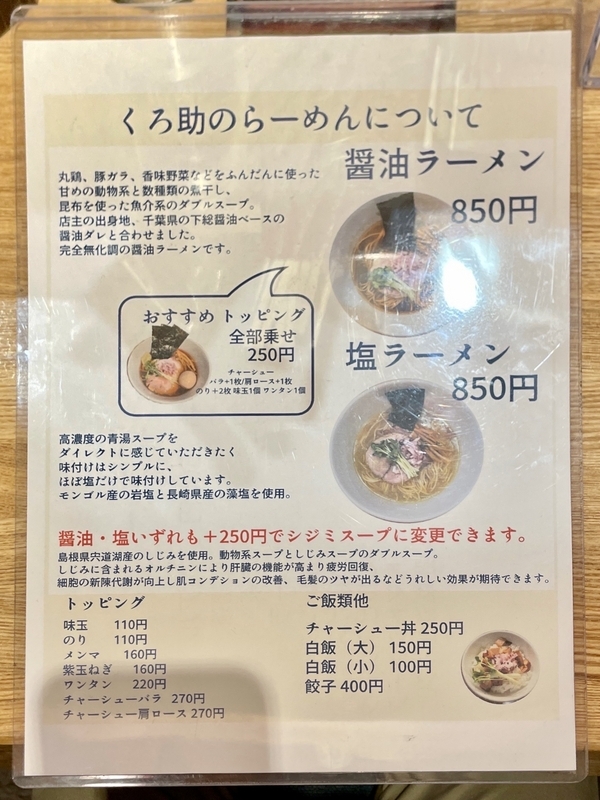 くろ助のらーめんについて
丸鶏、豚ガラ、香味野菜などをふんだんに使った
甘めの動物系と数種類の煮干し、
昆布を使った魚介系のダブルスープ。
店主の出身地、千葉県の下総醤油ベースの
醤油ダレと合わせました。
完全無化調の醤油ラーメンです。
醤油ラーメン
850円
おすすめ トッピング
全部乗せ
250円
チャーシュー
バラ+1枚/肩ロース+1枚
のり+2枚 味玉1個 ワンタン1個
塩ラーメン
850円
高濃度の青湯スープを
ダイレクトに感じていただきたく
味付けはシンプルに、
ほぼ塩だけで味付けしています。
モンゴル産の岩塩と長崎県産の藻塩を使用。
醤油・塩いずれも+250円でシジミスープに変更できます。
島根県宍道湖産のしじみを使用。動物系スープとしじみスープのダブルスープ。
しじみに含まれるオルチニンにより肝臓の機能が高まり疲労回復、
細胞の新陳代謝が向上し肌コンデションの改善、毛髪のツヤが出るなどうれしい効果が期待できます。
トッピング
味玉 110円
のり 110円
メンマ 160円
紫玉ねぎ 160円
ワンタン 220円
チャーシューバラ 270円
チャーシュー肩ロース 270円
ご飯類他
チャーシュー丼 250円
白飯（大） 150円
白飯（小） 100円
餃子 400円